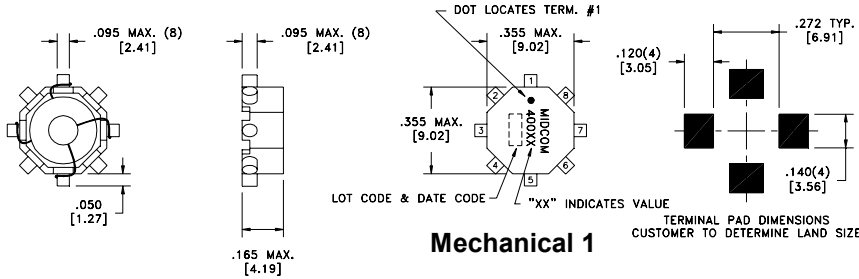 DOT LOCATES TERM. #1
.095 MAX. (8)
[2.41]
.095 MAX. (8)
[2.41]
.355 MAX.
[9.02]
.272 TYP.
[6.91]
.120(4)
[3.05]
1
2
8
.355 MAX.
[9.02]
3
7
MIDCOM
400XX
4
6
5
.050
[1.27]
.140(4)
[3.56]
LOT CODE & DATE CODE
"XX" INDICATES VALUE
TERMINAL PAD DIMENSIONS
CUSTOMER TO DETERMINE LAND SIZE
.165 MAX.
[4.19]
Mechanical 1